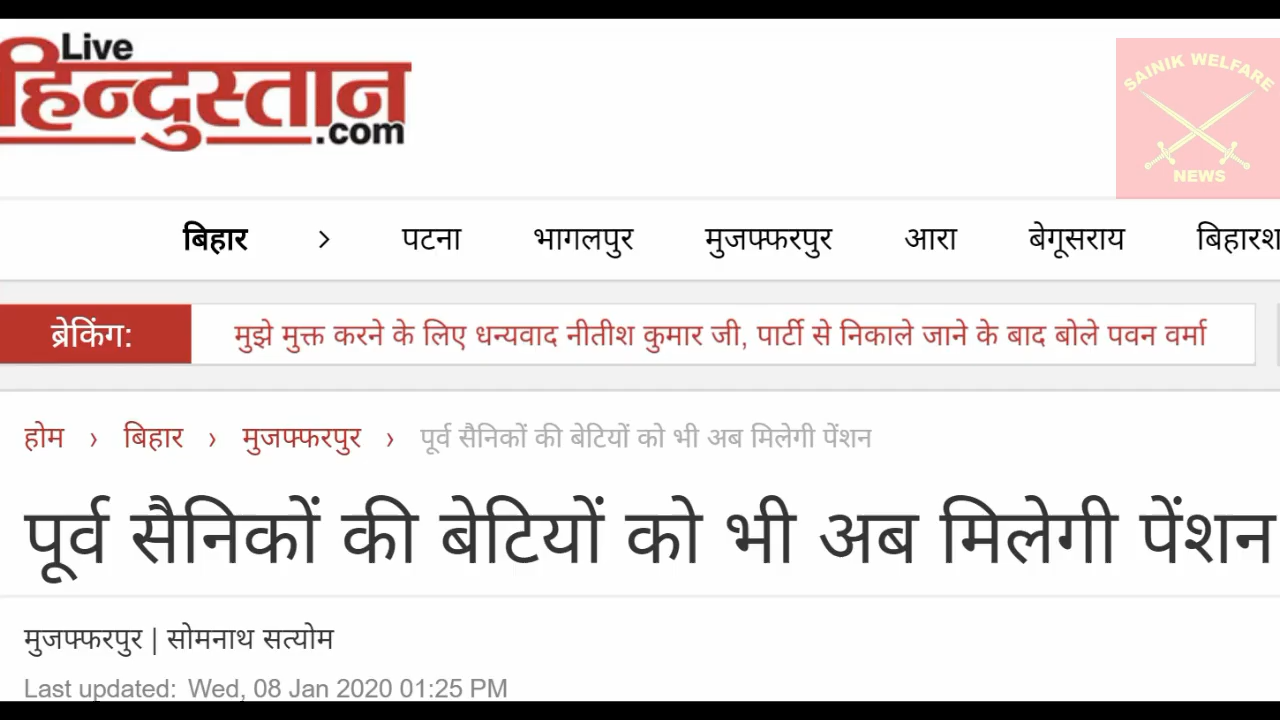 Live
हिन्दुस्तान
.com
SAINIK WELFARE
NEWS
बिहार > पटना भागलपुर मुजफ्फरपुर आरा बेगूसराय बिहारश
ब्रेकिंग: मुझे मुक्त करने के लिए धन्यवाद नीतीश कुमार जी, पार्टी से निकाले जाने के बाद बोले पवन वर्मा
होम › बिहार › मुजफ्फरपुर › पूर्व सैनिकों की बेटियों को भी अब मिलेगी पेंशन
पूर्व सैनिकों की बेटियों को भी अब मिलेगी पेंशन
मुजफ्फरपुर | सोमनाथ सत्योम
Last updated: Wed, 08 Jan 2020 01:25 PM